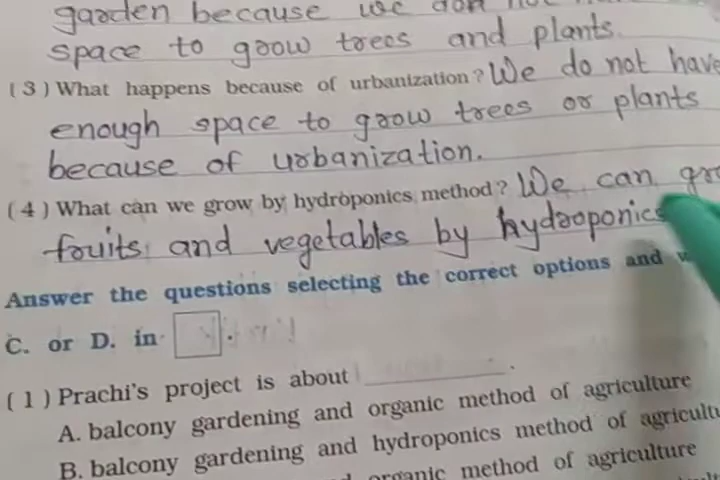 garden because we don
space to grow trees and plants.
(3) What happens because of urbanization? We do not have
enough space to grow trees or plants
because of urbanization.
(4) What can we grow by hydroponics method? We can
fruits and vegetables by hydroponics
Answer the questions selecting the correct options and
C. or D. in .
(1) Prachi's project is about ____________.
A. balcony gardening and organic method of agriculture
B. balcony gardening and hydroponics method of
organic method of agriculture